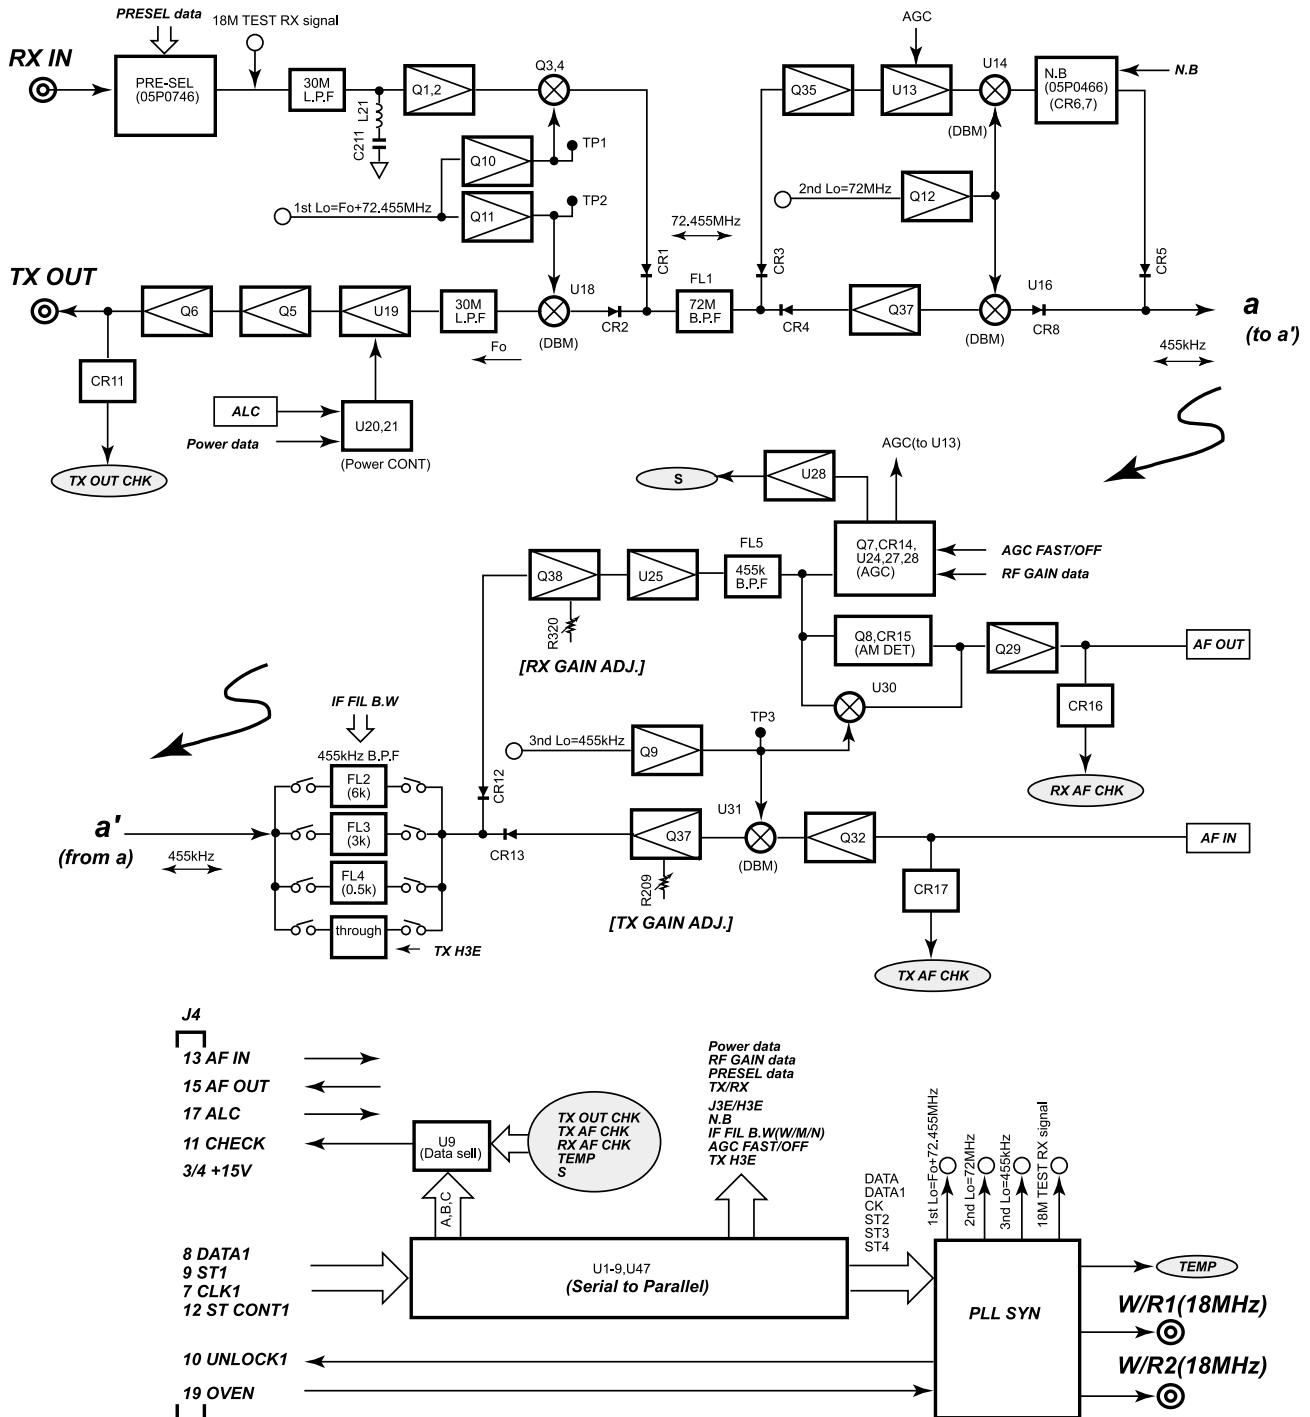 PRESEL data
18M TEST RX signal
AGC
RX IN
PRE-SEL
(05P0746)
30M
L.P.F
L21
C211
Q1,2
Q3,4
Q35
U13
U14
(DBM)
N.B
(05P0466)
(CR6,7)
N.B
Q10
TP1
1st Lo=Fo+72.455MHz
Q11
TP2
2nd Lo=72MHz
Q12
72.455MHz
CR1
CR3
CR5
TX OUT
Q6
Q5
U19
30M
L.P.F
U18
(DBM)
CR2
FL1
72M
B.P.F
CR4
Q37
(DBM)
U16
CR8
a
(to a')
455kHz
Fo
CR11
ALC
Power data
U20,21
(Power CONT)
TX OUT CHK
S
U28
AGC(to U13)
Q7,CR14,
U24,27,28
(AGC)
AGC FAST/OFF
RF GAIN data
Q38
U25
FL5
455k
B.P.F
R320
[RX GAIN ADJ.]
Q8,CR15
(AM DET)
Q29
AF OUT
U30
CR16
RX AF CHK
IF FIL B.W
455kHz B.P.F
FL2
(6k)
FL3
(3k)
FL4
(0.5k)
through
TX H3E
a'
(from a)
455kHz
CR12
CR13
3nd Lo=455kHz
Q9
TP3
U31
(DBM)
Q37
R209
[TX GAIN ADJ.]
Q32
AF IN
CR17
TX AF CHK
J4
13 AF IN
15 AF OUT
17 ALC
11 CHECK
3/4 +15V
U9
(Data sell)
TX OUT CHK
TX AF CHK
RX AF CHK
TEMP
S
A,B,C
Power data
RF GAIN data
PRESEL data
TX/RX
J3E/H3E
N.B
IF FIL B.W(W/M/N)
AGC FAST/OFF
TX H3E
8 DATA1
9 ST1
7 CLK1
12 ST CONT1
U1-9,U47
(Serial to Parallel)
DATA
DATA1
CK
ST2
ST3
ST4
1st Lo=Fo+72.455MHz
2nd Lo=72MHz
3nd Lo=455kHz
18M TEST RX signal
PLL SYN
TEMP
W/R1(18MHz)
W/R2(18MHz)
10 UNLOCK1
19 OVEN